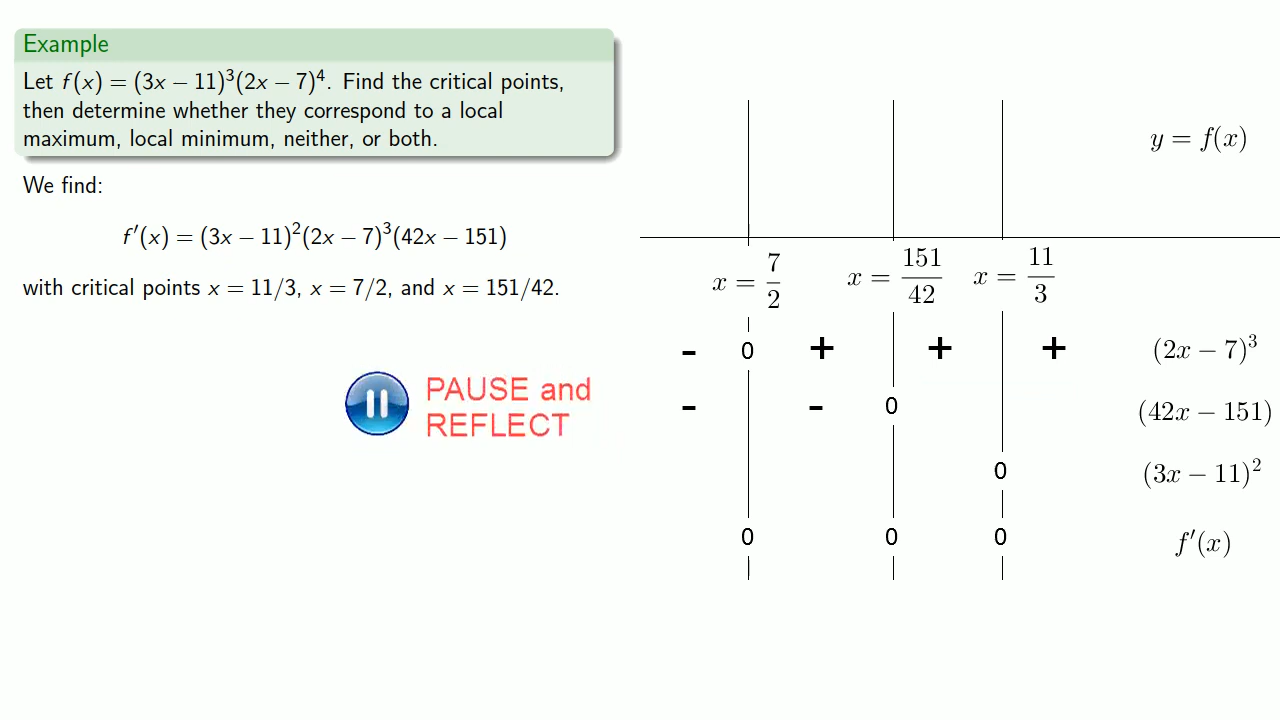 Example
Let f(x) = (3x − 11)³(2x − 7)⁴. Find the critical points,
then determine whether they correspond to a local
maximum, local minimum, neither, or both.
We find:
f′(x) = (3x − 11)²(2x − 7)³(42x − 151)
with critical points x = 11/3, x = 7/2, and x = 151/42.
PAUSE and
REFLECT
y = f(x)
x = 7/2 x = 151/42 x = 11/3
- 0 + + + (2x − 7)³
- - 0 (42x − 151)
0 (3x − 11)²
0 0 0 f′(x)